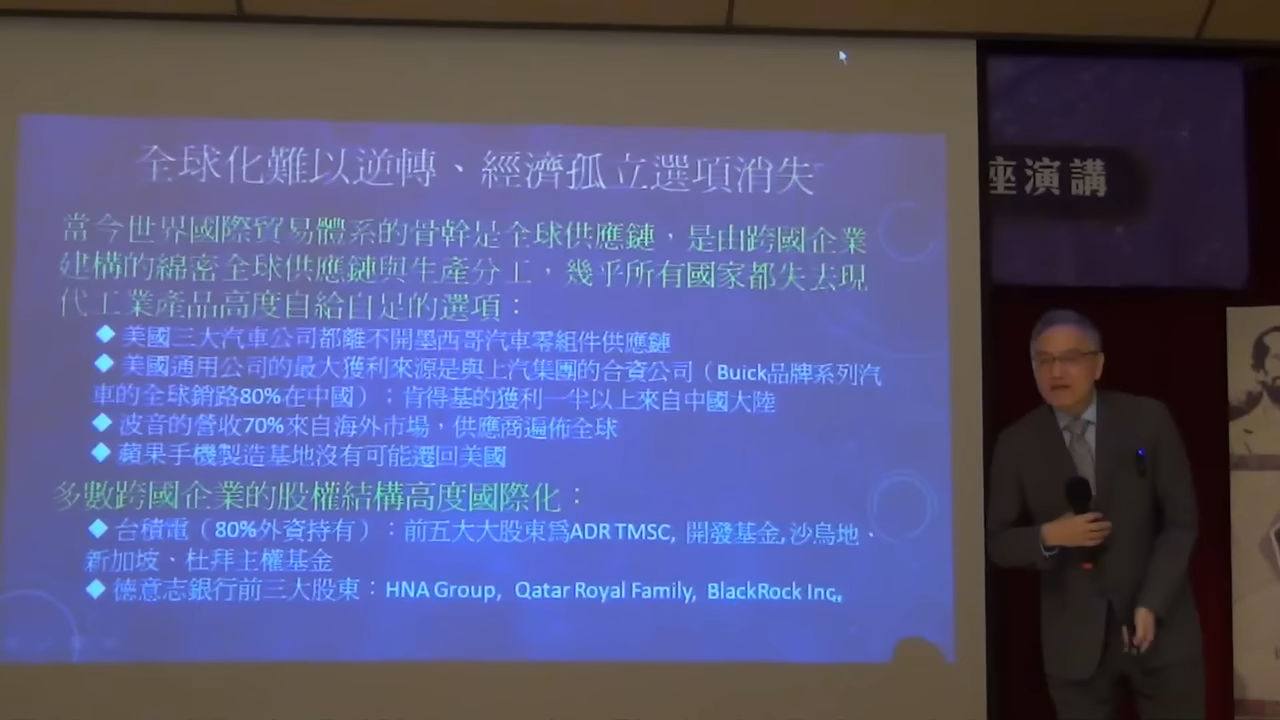 全球化難以逆轉、經濟孤立選項消失
當今世界國際貿易體系的骨幹是全球供應鏈，是由跨國企業
建構的綿密全球供應鏈與生產分工，幾乎所有國家都失去現
代工業產品高度自給自足的選項：
◆ 美國三大汽車公司都離不開墨西哥汽車零組件供應鏈
◆ 美國通用公司的最大獲利來源是與上汽集團的合資公司（Buick品牌系列汽
車的全球銷路80%在中國）；肯得基的獲利一半以上來自中國大陸
◆ 波音的營收70%來自海外市場，供應商遍佈全球
◆ 蘋果手機製造基地沒有可能遷回美國
多數跨國企業的股權結構高度國際化：
◆ 台積電（80%外資持有）：前五大大股東為ADR TMSC, 開發基金, 沙烏地、
新加坡、杜拜主權基金
◆ 德意志銀行前三大股東：HNA Group, Qatar Royal Family, BlackRock Inc.
座演講